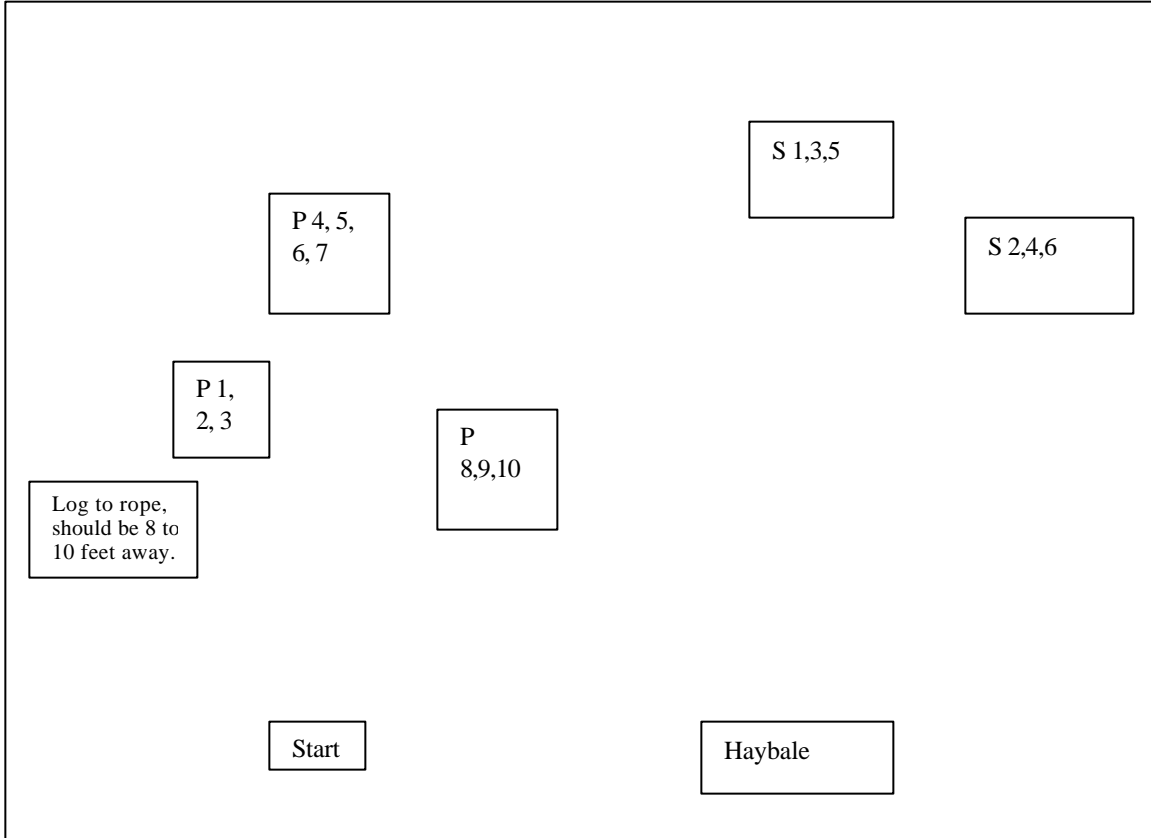 S 1,3,5
P 4, 5,
6, 7
S 2,4,6
P 1,
2, 3
P
8,9,10
Log to rope,
should be 8 to
10 feet away.
Start
Haybale